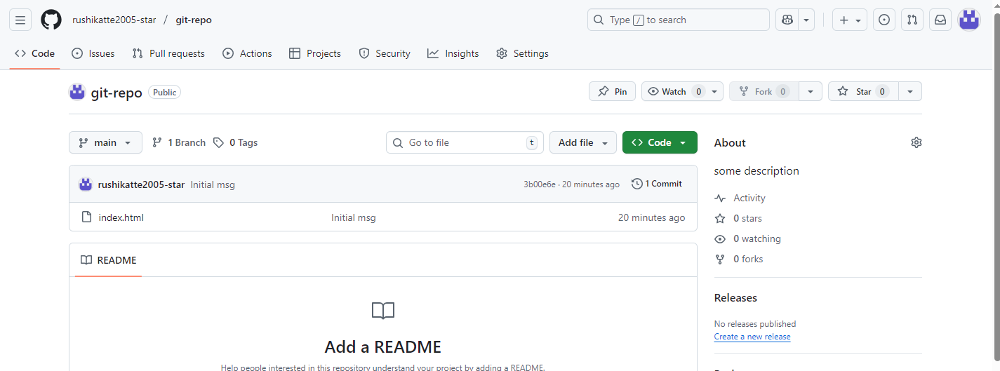 rushikatte2005-star / git-repo
Type / to search
Code Issues Pull requests Actions Projects Security Insights Settings
git-repo Public
Pin Watch 0 Fork 0 Star 0
main 1 Branch 0 Tags
Go to file t Add file Code
rushikatte2005-star Initial msg 3b00e6e · 20 minutes ago 1 Commit
index.html Initial msg 20 minutes ago
README
Add a README
Help people interested in this repository understand your project by adding a README.
About
some description
Activity
0 stars
0 watching
0 forks
Releases
No releases published
Create a new release